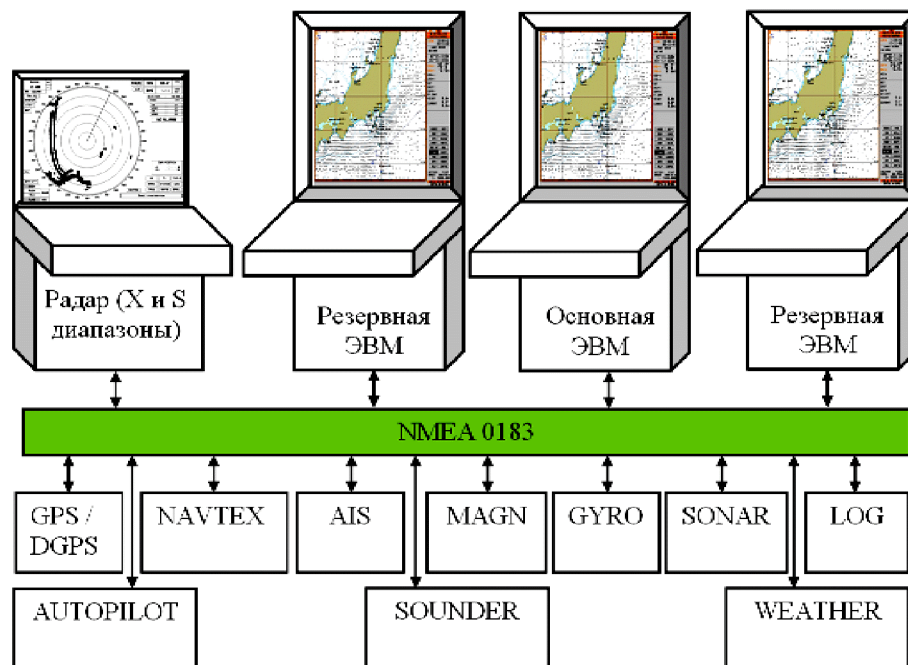 Радар (X и S
диапазоны)
Резервная
ЭВМ
Основная
ЭВМ
Резервная
ЭВМ
NMEA 0183
GPS /
DGPS
NAVTEX
AIS
MAGN
GYRO
SONAR
LOG
AUTOPILOT
SOUNDER
WEATHER